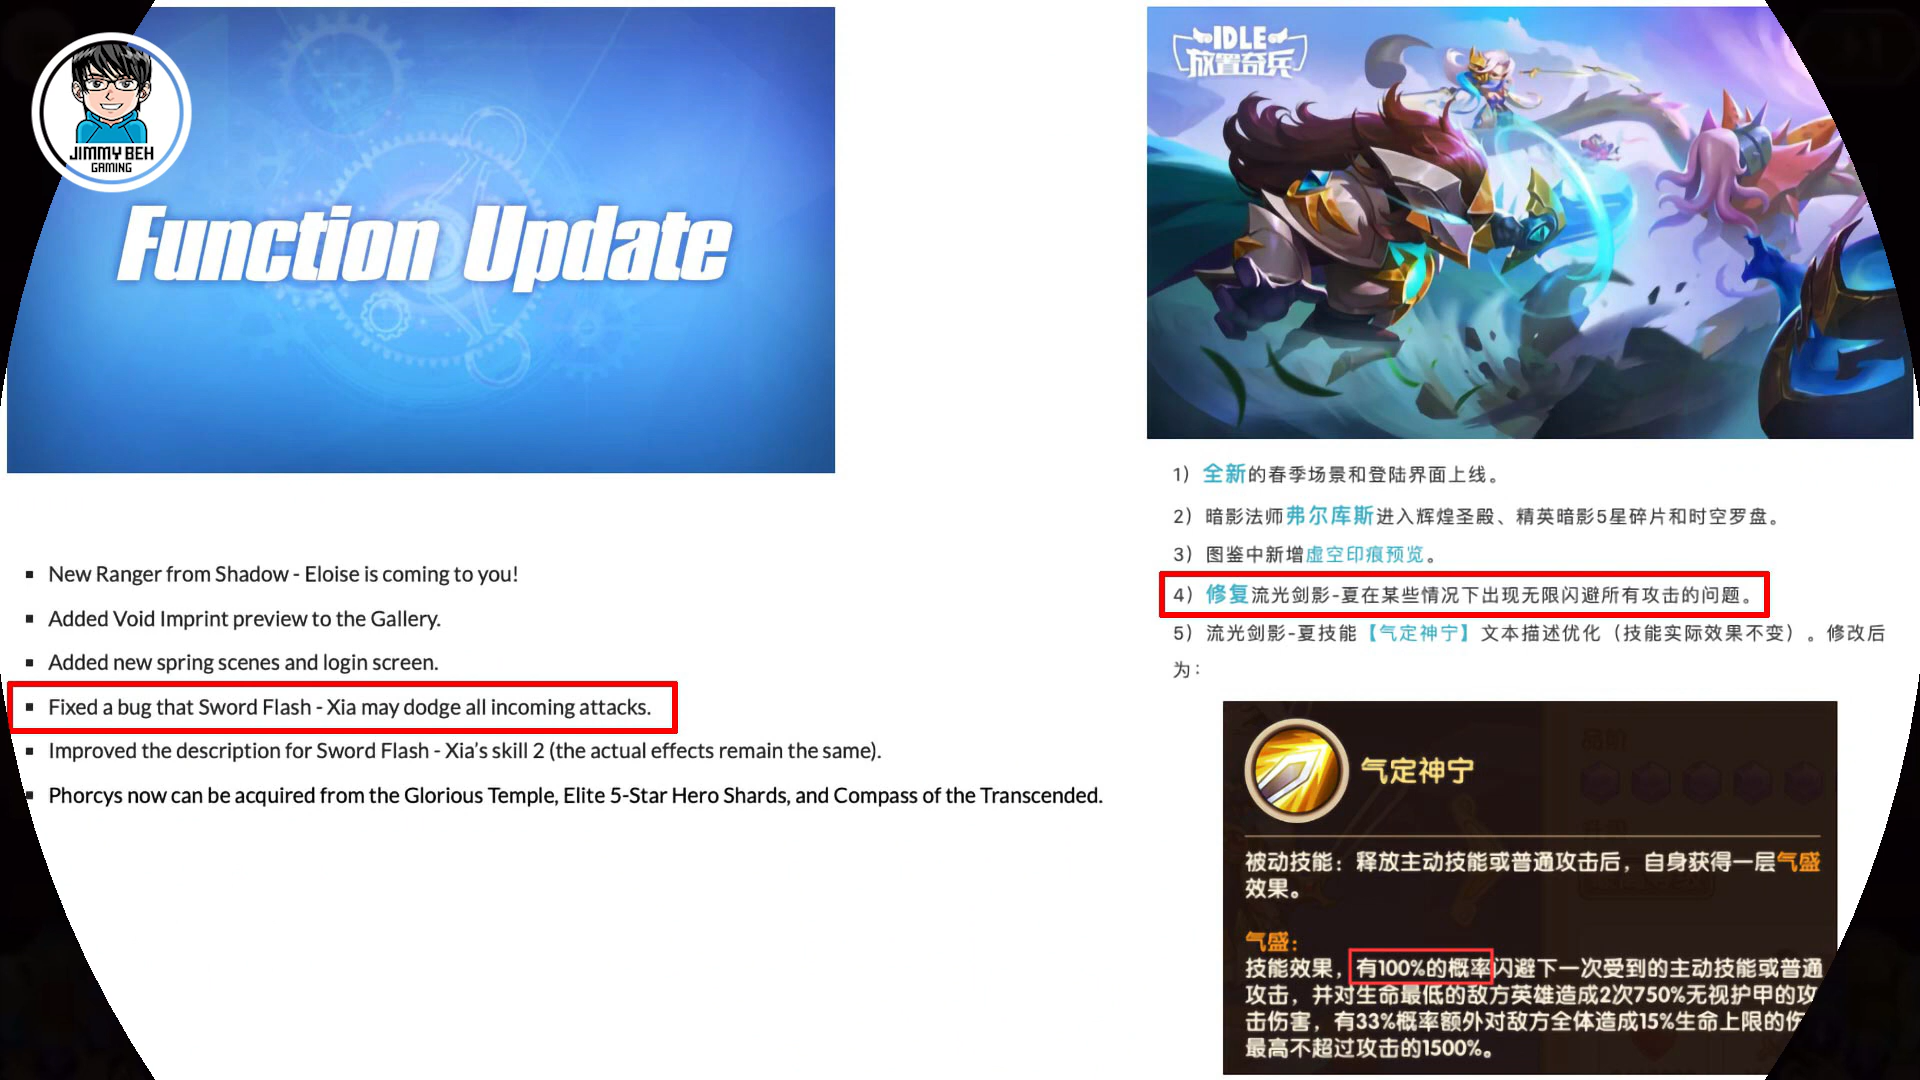 JIMMY BEH
GAMING
Function Update
New Ranger from Shadow - Eloise is coming to you!
Added Void Imprint preview to the Gallery.
Added new spring scenes and login screen.
Fixed a bug that Sword Flash - Xia may dodge all incoming attacks.
Improved the description for Sword Flash - Xia's skill 2 (the actual effects remain the same).
Phorcys now can be acquired from the Glorious Temple, Elite 5-Star Hero Shards, and Compass of the Transcended.
IDLE
放置奇兵
1）全新的春季场景和登陆界面上线。
2）暗影法师弗尔库斯进入辉煌圣殿、精英暗影5星碎片和时空罗盘。
3）图鉴中新增虚空印痕预览。
4）修复流光剑影-夏在某些情况下出现无限闪避所有攻击的问题。
5）流光剑影-夏技能【气定神宁】文本描述优化（技能实际效果不变）。修改后
为：
气定神宁
被动技能：释放主动技能或普通攻击后，自身获得一层气盛
效果。
气盛：
技能效果，有100%的概率闪避下一次受到的主动技能或普通
攻击，并对生命最低的敌方英雄造成2次750%无视护甲的攻
击伤害，有33%概率额外对敌方全体造成15%生命上限的伤
最高不超过攻击的1500%。